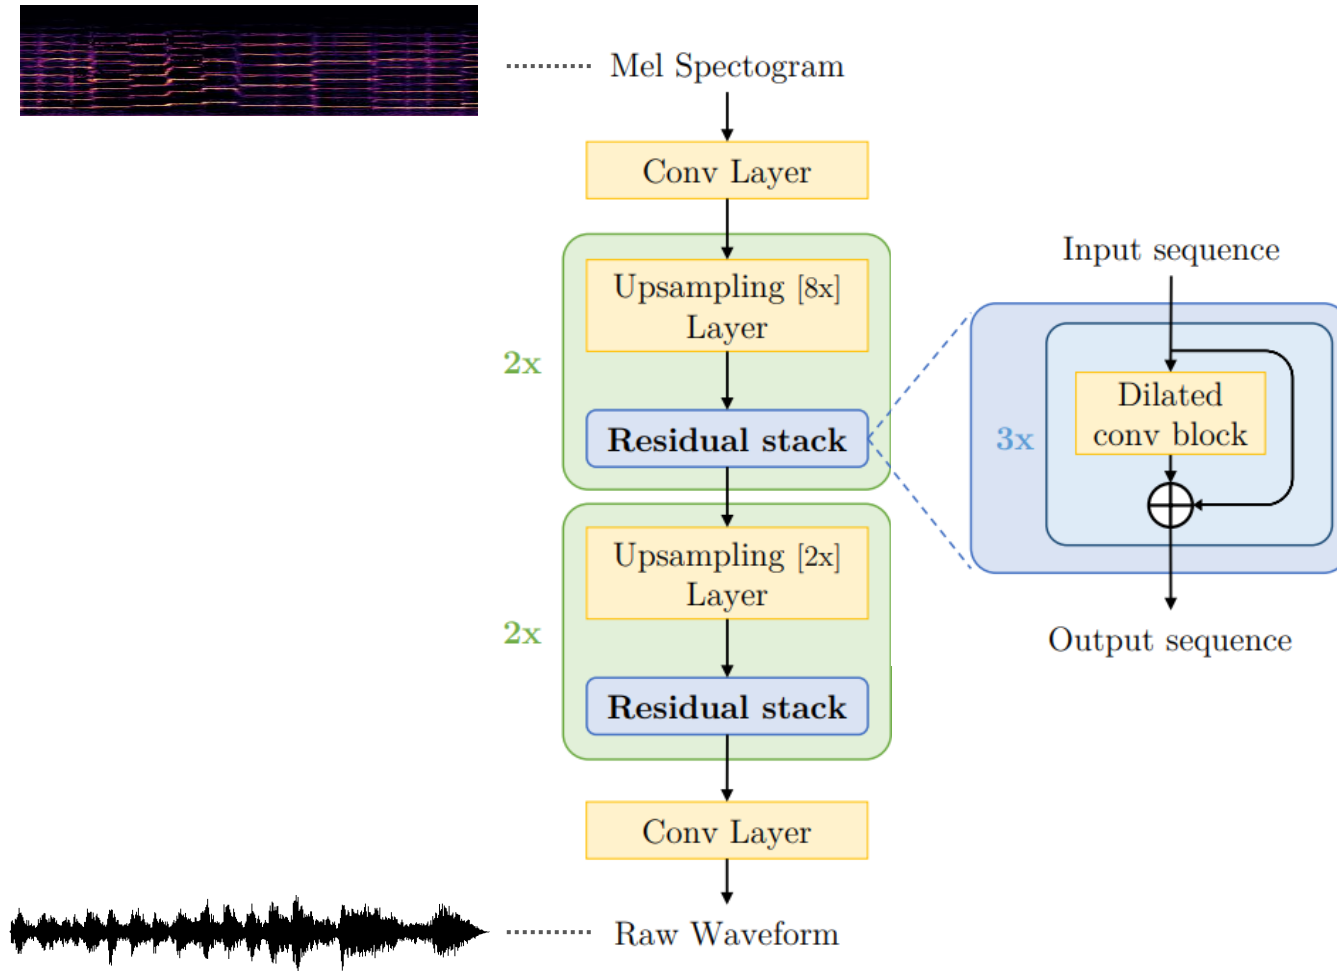 Mel Spectogram
Conv Layer
Upsampling [8x]
Layer
2x
Residual stack
Upsampling [2x]
Layer
2x
Residual stack
Conv Layer
Raw Waveform
Input sequence
Dilated
conv block
3x
Output sequence